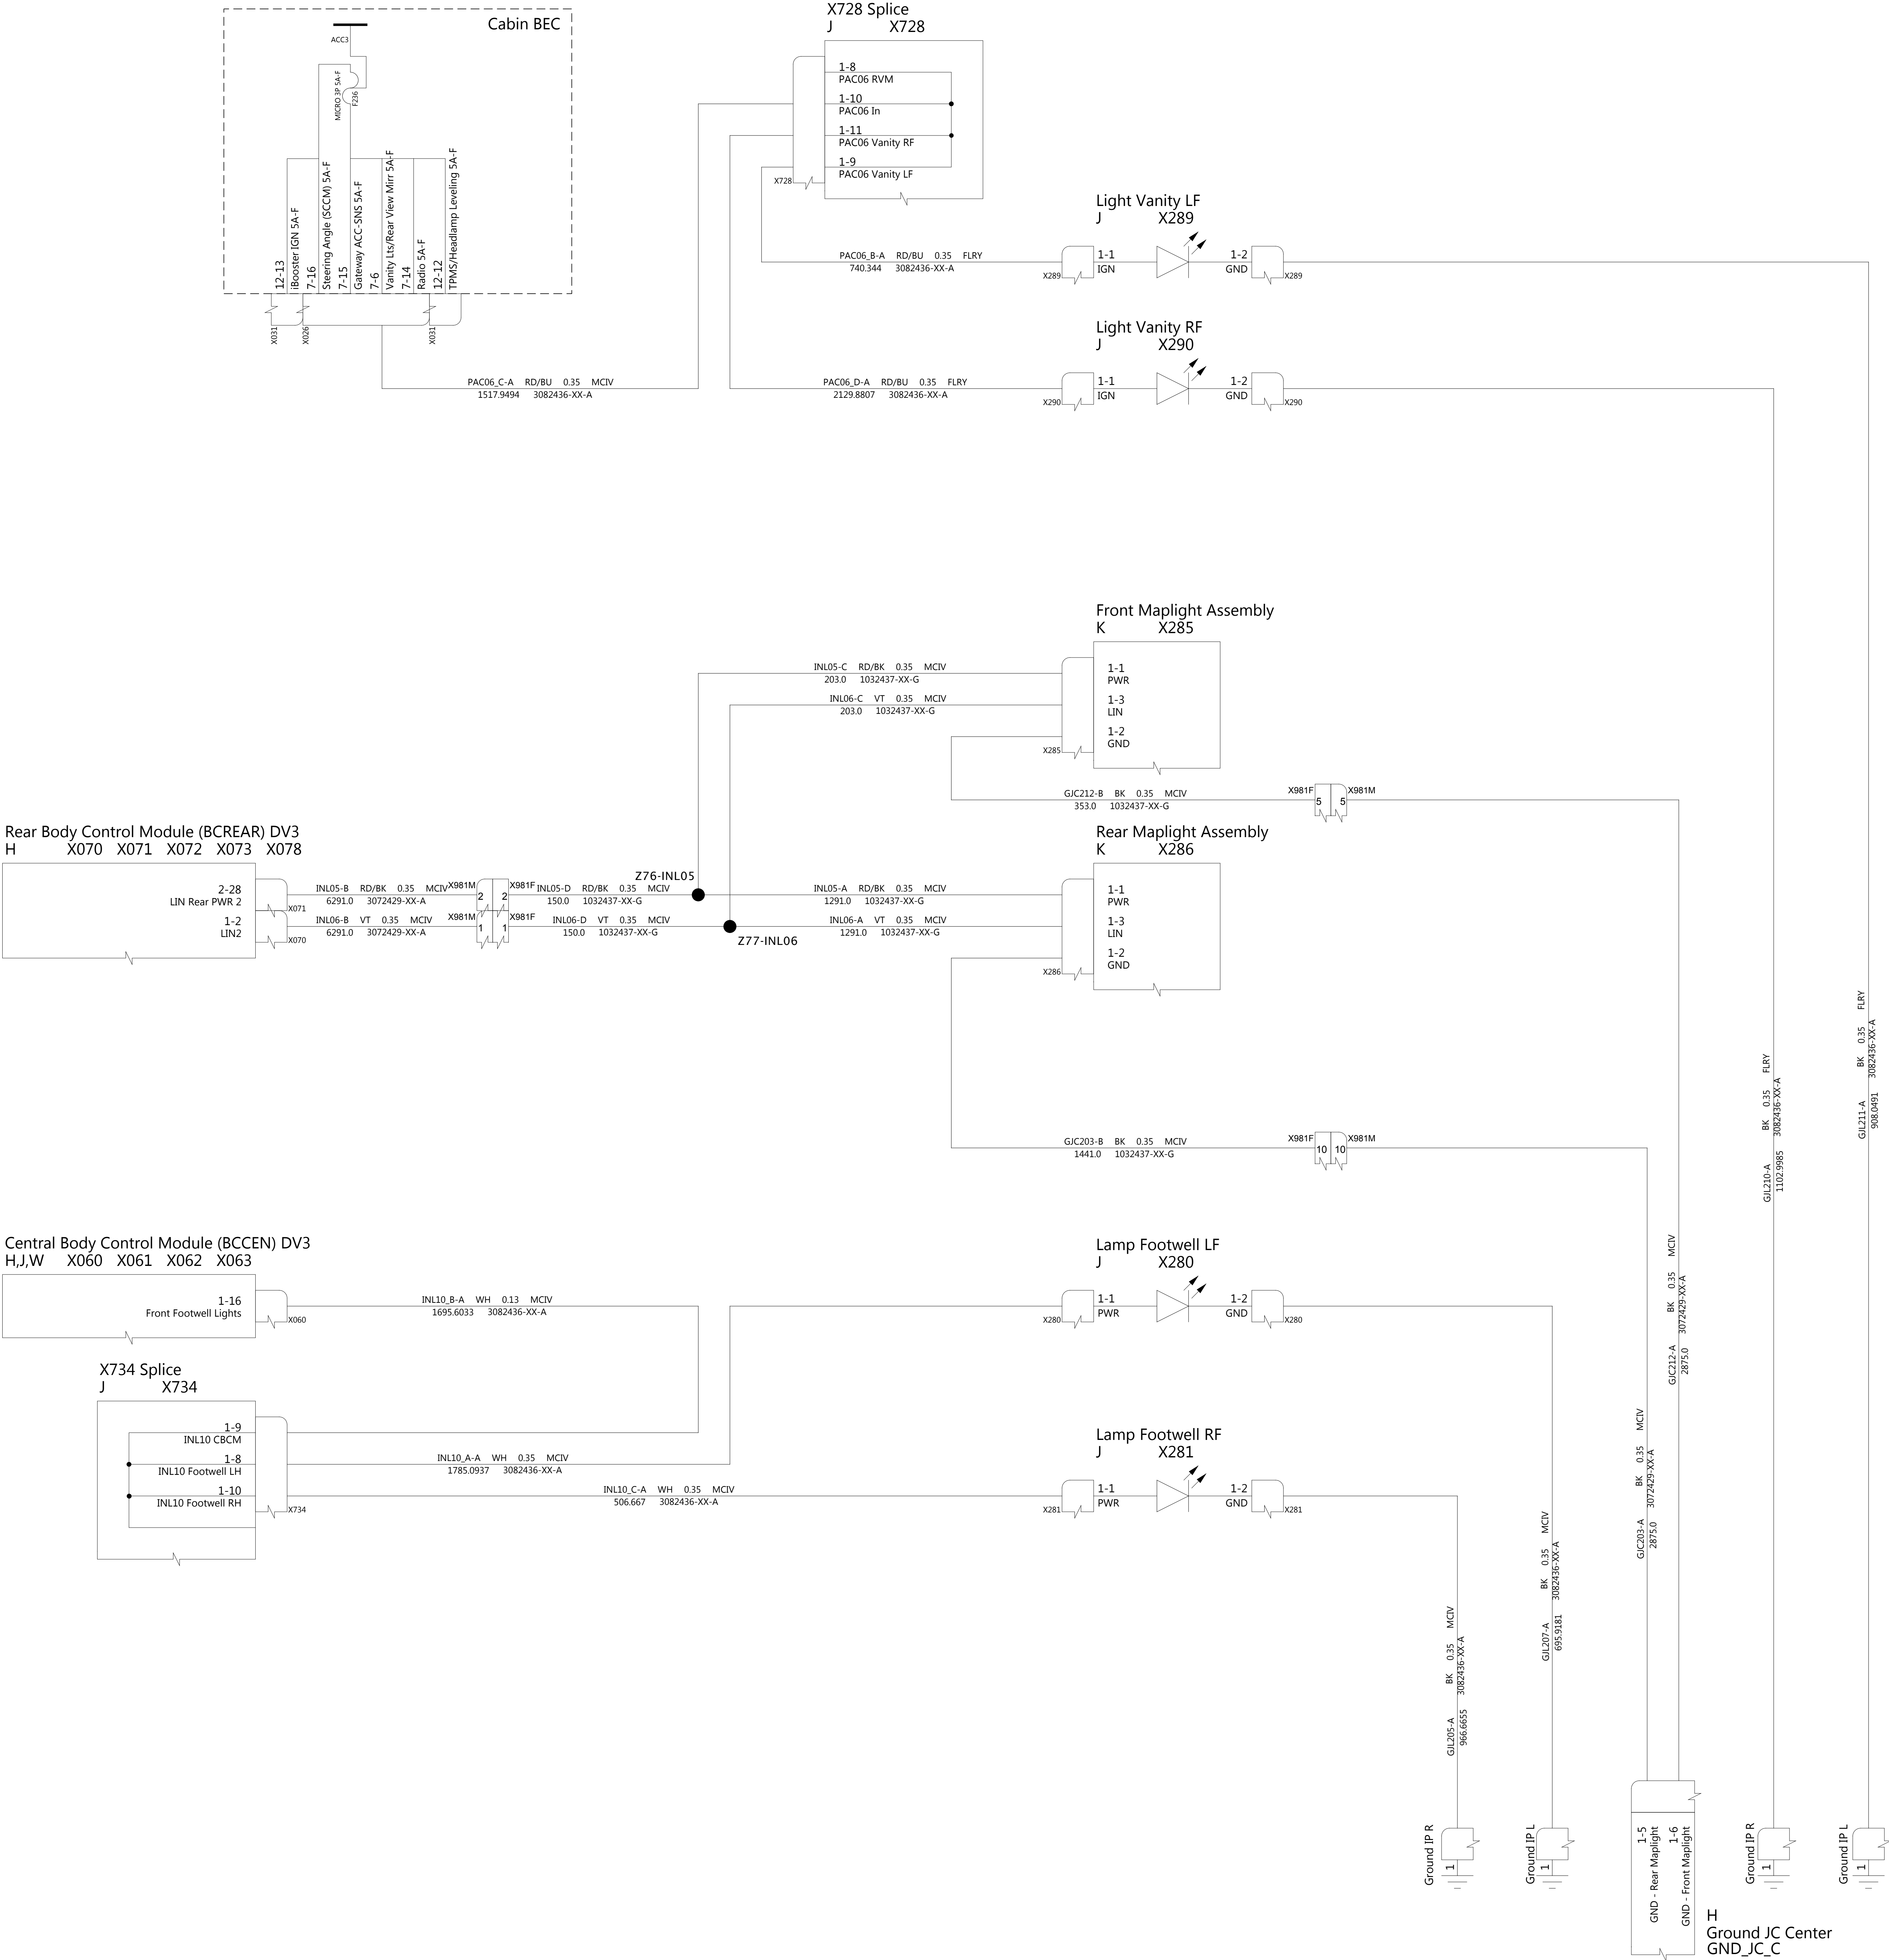 Cabin BEC
ACC3
MICRO 3P 5A-F
F236
12-13
iBooster IGN 5A-F
7-16
Steering Angle (SCCM) 5A-F
7-15
Gateway ACC-SNS 5A-F
7-6
Vanity Lts/Rear View Mirr 5A-F
7-14
Radio 5A-F
12-12
TPMS/Headlamp Leveling 5A-F
X031
X026
X031
PAC06_C-A RD/BU 0.35 MCIV
1517.9494 3082436-XX-A
X728 Splice
J X728
1-8
PAC06 RVM
1-10
PAC06 In
1-11
PAC06 Vanity RF
1-9
PAC06 Vanity LF
X728
Light Vanity LF
J X289
PAC06_B-A RD/BU 0.35 FLRY
740.344 3082436-XX-A
1-1
IGN
1-2
GND
X289
X289
Light Vanity RF
J X290
PAC06_D-A RD/BU 0.35 FLRY
2129.8807 3082436-XX-A
1-1
IGN
1-2
GND
X290
X290
Front Maplight Assembly
K X285
INL05-C RD/BK 0.35 MCIV
203.0 1032437-XX-G
1-1
PWR
INL06-C VT 0.35 MCIV
203.0 1032437-XX-G
1-3
LIN
1-2
GND
X285
GJC212-B BK 0.35 MCIV
353.0 1032437-XX-G
X981F
5
5
X981M
Rear Body Control Module (BCREAR) DV3
H X070 X071 X072 X073 X078
2-28
LIN Rear PWR 2
X071
1-2
LIN2
X070
INL05-B RD/BK 0.35 MCIV
6291.0 3072429-XX-A
X981M
2
2
X981F
INL05-D RD/BK 0.35 MCIV
150.0 1032437-XX-G
Z76-INL05
INL06-B VT 0.35 MCIV
6291.0 3072429-XX-A
X981M
1
1
X981F
INL06-D VT 0.35 MCIV
150.0 1032437-XX-G
Z77-INL06
Rear Maplight Assembly
K X286
INL05-A RD/BK 0.35 MCIV
1291.0 1032437-XX-G
1-1
PWR
INL06-A VT 0.35 MCIV
1291.0 1032437-XX-G
1-3
LIN
1-2
GND
X286
GJC203-B BK 0.35 MCIV
1441.0 1032437-XX-G
X981F
10
10
X981M
Central Body Control Module (BCCEN) DV3
H,J,W X060 X061 X062 X063
1-16
Front Footwell Lights
X060
INL10_B-A WH 0.13 MCIV
1695.6033 3082436-XX-A
X734 Splice
J X734
1-9
INL10 CBCM
1-8
INL10 Footwell LH
1-10
INL10 Footwell RH
X734
INL10_A-A WH 0.35 MCIV
1785.0937 3082436-XX-A
INL10_C-A WH 0.35 MCIV
506.667 3082436-XX-A
Lamp Footwell LF
J X280
1-1
PWR
1-2
GND
X280
X280
Lamp Footwell RF
J X281
1-1
PWR
1-2
GND
X281
X281
GJL205-A BK 0.35 MCIV
966.6655 3082436-XX-A
GJL207-A BK 0.35 MCIV
695.9181 3082436-XX-A
GJC203-A BK 0.35 MCIV
2875.0 3072429-XX-A
GJC212-A BK 0.35 MCIV
2875.0 3072429-XX-A
GJL210-A BK 0.35 FLRY
1102.9985 3082436-XX-A
GJL211-A BK 0.35 FLRY
908.0491 3082436-XX-A
Ground IP R
1
Ground IP L
1
1-5
GND - Rear Maplight
1-6
GND - Front Maplight
Ground IP R
1
Ground IP L
1
H
Ground JC Center
GND_JC_C